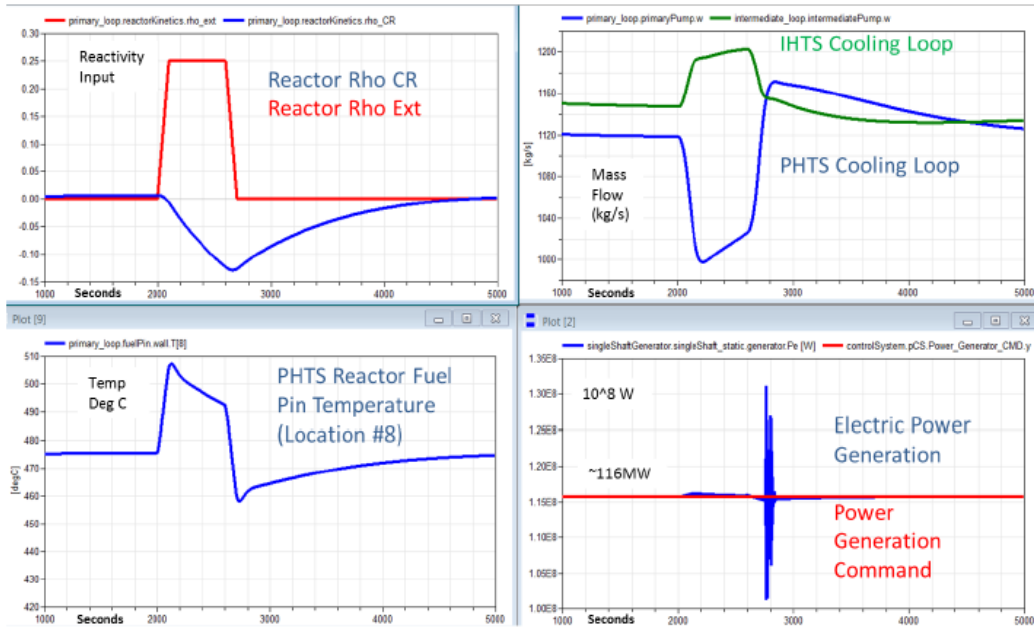 primary_loop.reactorKinetics.rho_ext primary_loop.reactorKinetics.rho_CR
0.30
0.25
0.20
0.15
0.10
0.05
0.00
-0.05
-0.10
-0.15
Reactivity
Input
Reactor Rho CR
Reactor Rho Ext
1000 Seconds 2000 3000 4000 5000
primary_loop.primaryPump.w intermediate_loop.intermediatePump.w
1200
1160
1120
1080
1040
1000
[kg/s]
IHTS Cooling Loop
PHTS Cooling Loop
Mass
Flow
(kg/s)
1000 Seconds 2000 3000 4000 5000
Plot [9]
primary_loop.fuelPin.wall.T[8]
510
500
490
480
470
460
450
440
430
420
[degC]
Temp
Deg C
PHTS Reactor Fuel
Pin Temperature
(Location #8)
1000 Seconds 2000 3000 4000 5000
Plot [2]
singleShaftGenerator.singleShaft_static.generator.Pe [W] controlSystem.pCS.Power_Generator_CMD.y
1.35E8
1.30E8
1.25E8
1.20E8
1.15E8
1.10E8
1.05E8
1.00E8
10^8 W
~116MW
Electric Power
Generation
Power
Generation
Command
1000 Seconds 2000 3000 4000 5000